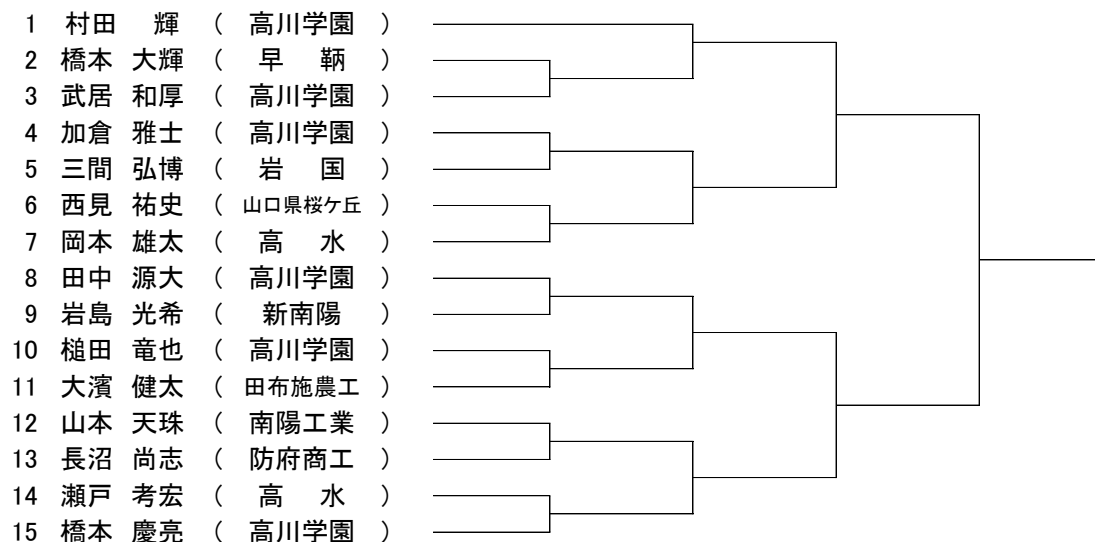 1 村田 輝 ( 高川学園 )
2 橋本 大輝 ( 早 鞆 )
3 武居 和厚 ( 高川学園 )
4 加倉 雅士 ( 高川学園 )
5 三間 弘博 ( 岩 国 )
6 西見 祐史 ( 山口県桜ケ丘 )
7 岡本 雄太 ( 高 水 )
8 田中 源大 ( 高川学園 )
9 岩島 光希 ( 新南陽 )
10 槌田 竜也 ( 高川学園 )
11 大濱 健太 ( 田布施農工 )
12 山本 天珠 ( 南陽工業 )
13 長沼 尚志 ( 防府商工 )
14 瀬戸 考宏 ( 高 水 )
15 橋本 慶亮 ( 高川学園 )